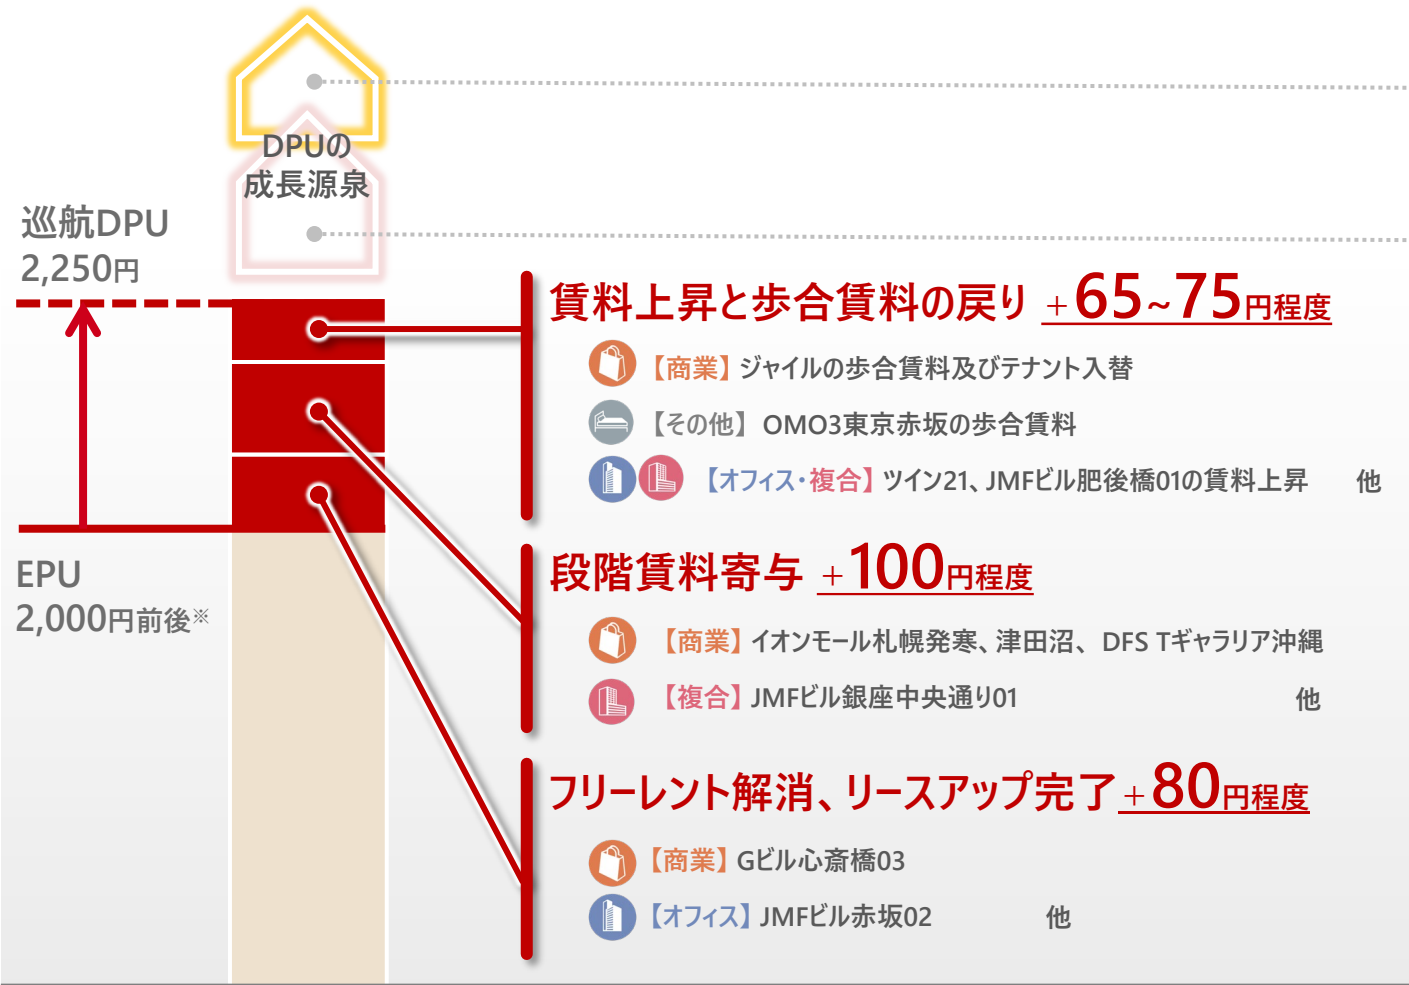 DPUの
成長源泉
巡航DPU
2,250円
賃料上昇と歩合賃料の戻り +65~75円程度
【商業】ジャイルの歩合賃料及びテナント入替
【その他】OMO3東京赤坂の歩合賃料
【オフィス・複合】ツイン21、JMFビル肥後橋01の賃料上昇 他
EPU
2,000円前後※
段階賃料寄与 +100円程度
【商業】イオンモール札幌発寒、津田沼、DFS Tギャラリア沖縄
【複合】JMFビル銀座中央通り01 他
フリーレント解消、リースアップ完了+80円程度
【商業】Gビル心斎橋03
【オフィス】JMFビル赤坂02 他